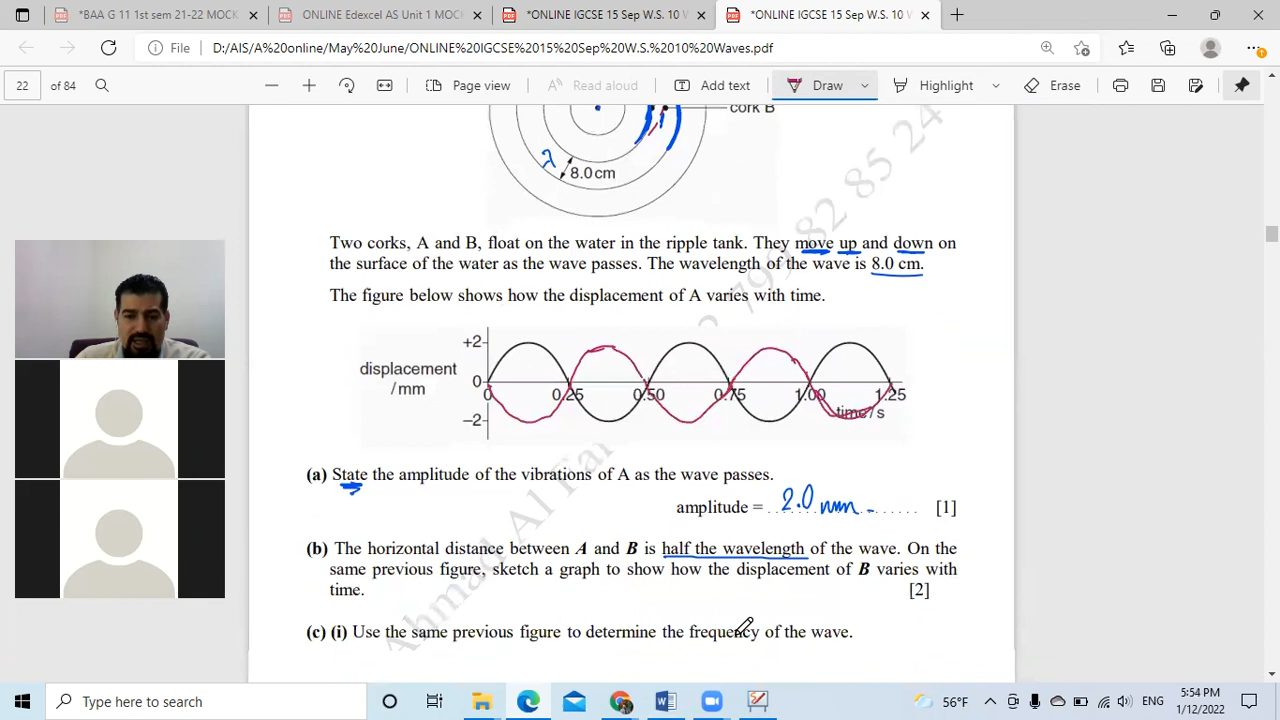 *BAA G 11 1st sem 21-22 MOCK
ONLINE Edexcel AS Unit 1 MOCK
*ONLINE IGCSE 15 Sep W.S. 10 W
*ONLINE IGCSE 15 Sep W.S. 10 V
File
D:/AIS/A%20online/May%20June/ONLINE%20IGCSE%2015%20Sep%20W.S.%2010%20Waves.pdf
22 of 84
Page view
Read aloud
Add text
Draw
Highlight
Erase
cork B
λ
8.0 cm
Two corks, A and B, float on the water in the ripple tank. They move up and down on
the surface of the water as the wave passes. The wavelength of the wave is 8.0 cm.
The figure below shows how the displacement of A varies with time.
displacement
/mm
+2
0
−2
0 0.25 0.50 0.75 1.00 1.25
time / s
(a) State the amplitude of the vibrations of A as the wave passes.
amplitude = 2.0 mm [1]
(b) The horizontal distance between A and B is half the wavelength of the wave. On the
same previous figure, sketch a graph to show how the displacement of B varies with
time. [2]
(c) (i) Use the same previous figure to determine the frequency of the wave.
82 85 24
Type here to search
56°F
ENG
5:54 PM
1/12/2022